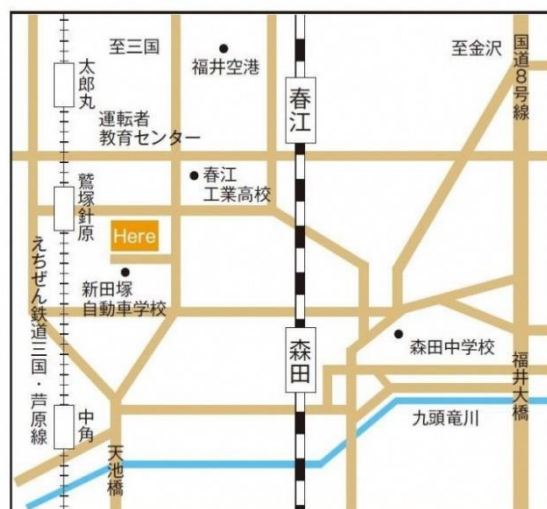 至三国
福井空港
至金沢
国道8号線
太郎丸
春江
運転者
教育センター
春江
工業高校
鷲塚針原
Here
えちぜん鉄道三国・芦原線
新田塚
自動車学校
森田
森田中学校
福井大橋
中角
天池橋
九頭竜川